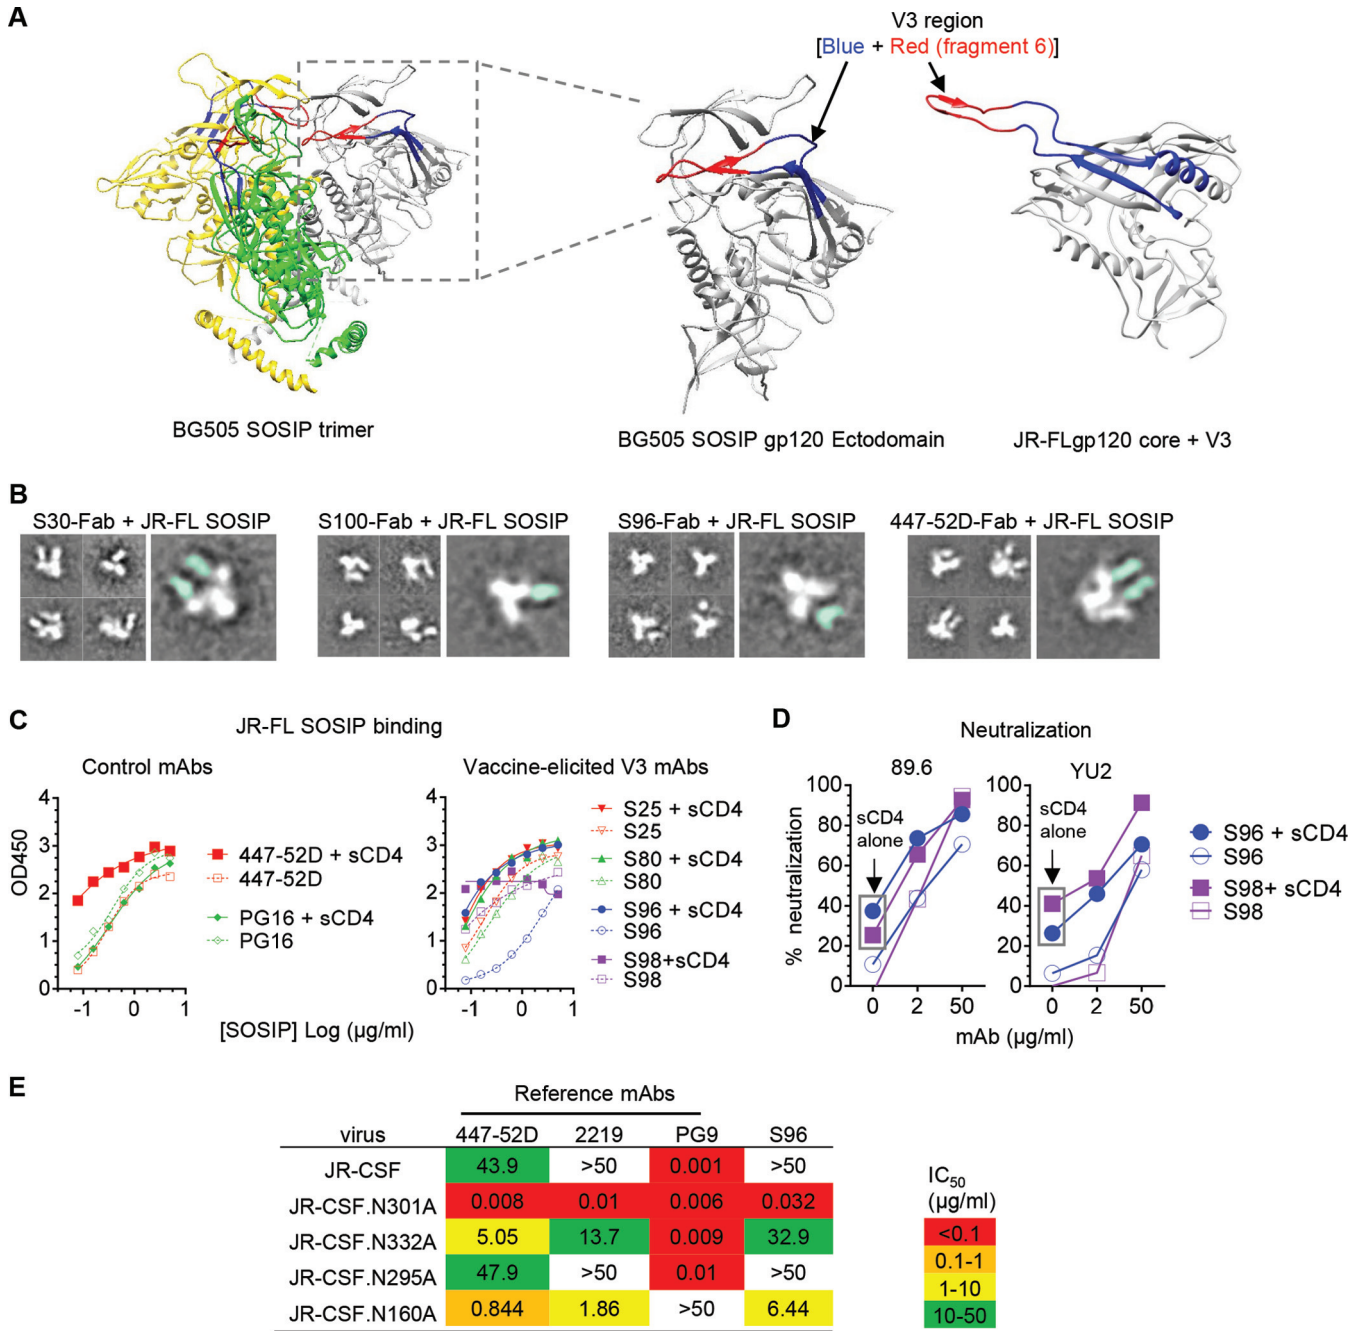 A
V3 region
[Blue + Red (fragment 6)]
BG505 SOSIP trimer
BG505 SOSIP gp120 Ectodomain
JR-FLgp120 core + V3
B
S30-Fab + JR-FL SOSIP
S100-Fab + JR-FL SOSIP
S96-Fab + JR-FL SOSIP
447-52D-Fab + JR-FL SOSIP
C
JR-FL SOSIP binding
Control mAbs
Vaccine-elicited V3 mAbs
OD450
4
3
2
1
0
-1 0 1
447-52D + sCD4
447-52D
PG16 + sCD4
PG16
4
3
2
1
0
-1 0 1
S25 + sCD4
S25
S80 + sCD4
S80
S96 + sCD4
S96
S98+sCD4
S98
[SOSIP] Log (µg/ml)
D
Neutralization
89.6
YU2
% neutralization
100
80
60
40
20
0
sCD4
alone
0 2 50
100
80
60
40
20
0
sCD4
alone
0 2 50
mAb (µg/ml)
S96 + sCD4
S96
S98+ sCD4
S98
E
Reference mAbs
virus 447-52D 2219 PG9 S96
JR-CSF 43.9 >50 0.001 >50
JR-CSF.N301A 0.008 0.01 0.006 0.032
JR-CSF.N332A 5.05 13.7 0.009 32.9
JR-CSF.N295A 47.9 >50 0.01 >50
JR-CSF.N160A 0.844 1.86 >50 6.44
IC50
(µg/ml)
<0.1
0.1-1
1-10
10-50